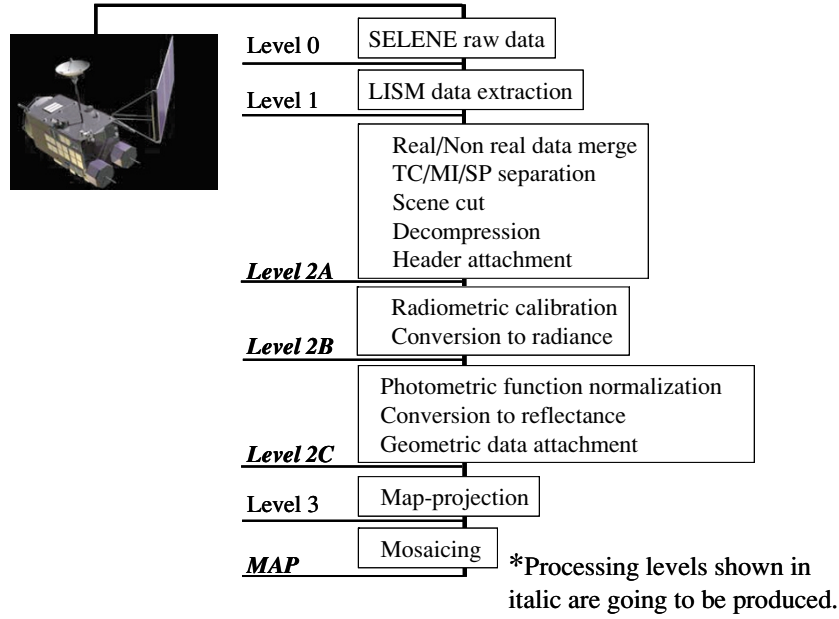 Level 0
SELENE raw data
Level 1
LISM data extraction
Real/Non real data merge
TC/MI/SP separation
Scene cut
Decompression
Header attachment
Level 2A
Radiometric calibration
Conversion to radiance
Level 2B
Photometric function normalization
Conversion to reflectance
Geometric data attachment
Level 2C
Level 3
Map-projection
Mosaicing
MAP
*Processing levels shown in
italic are going to be produced.